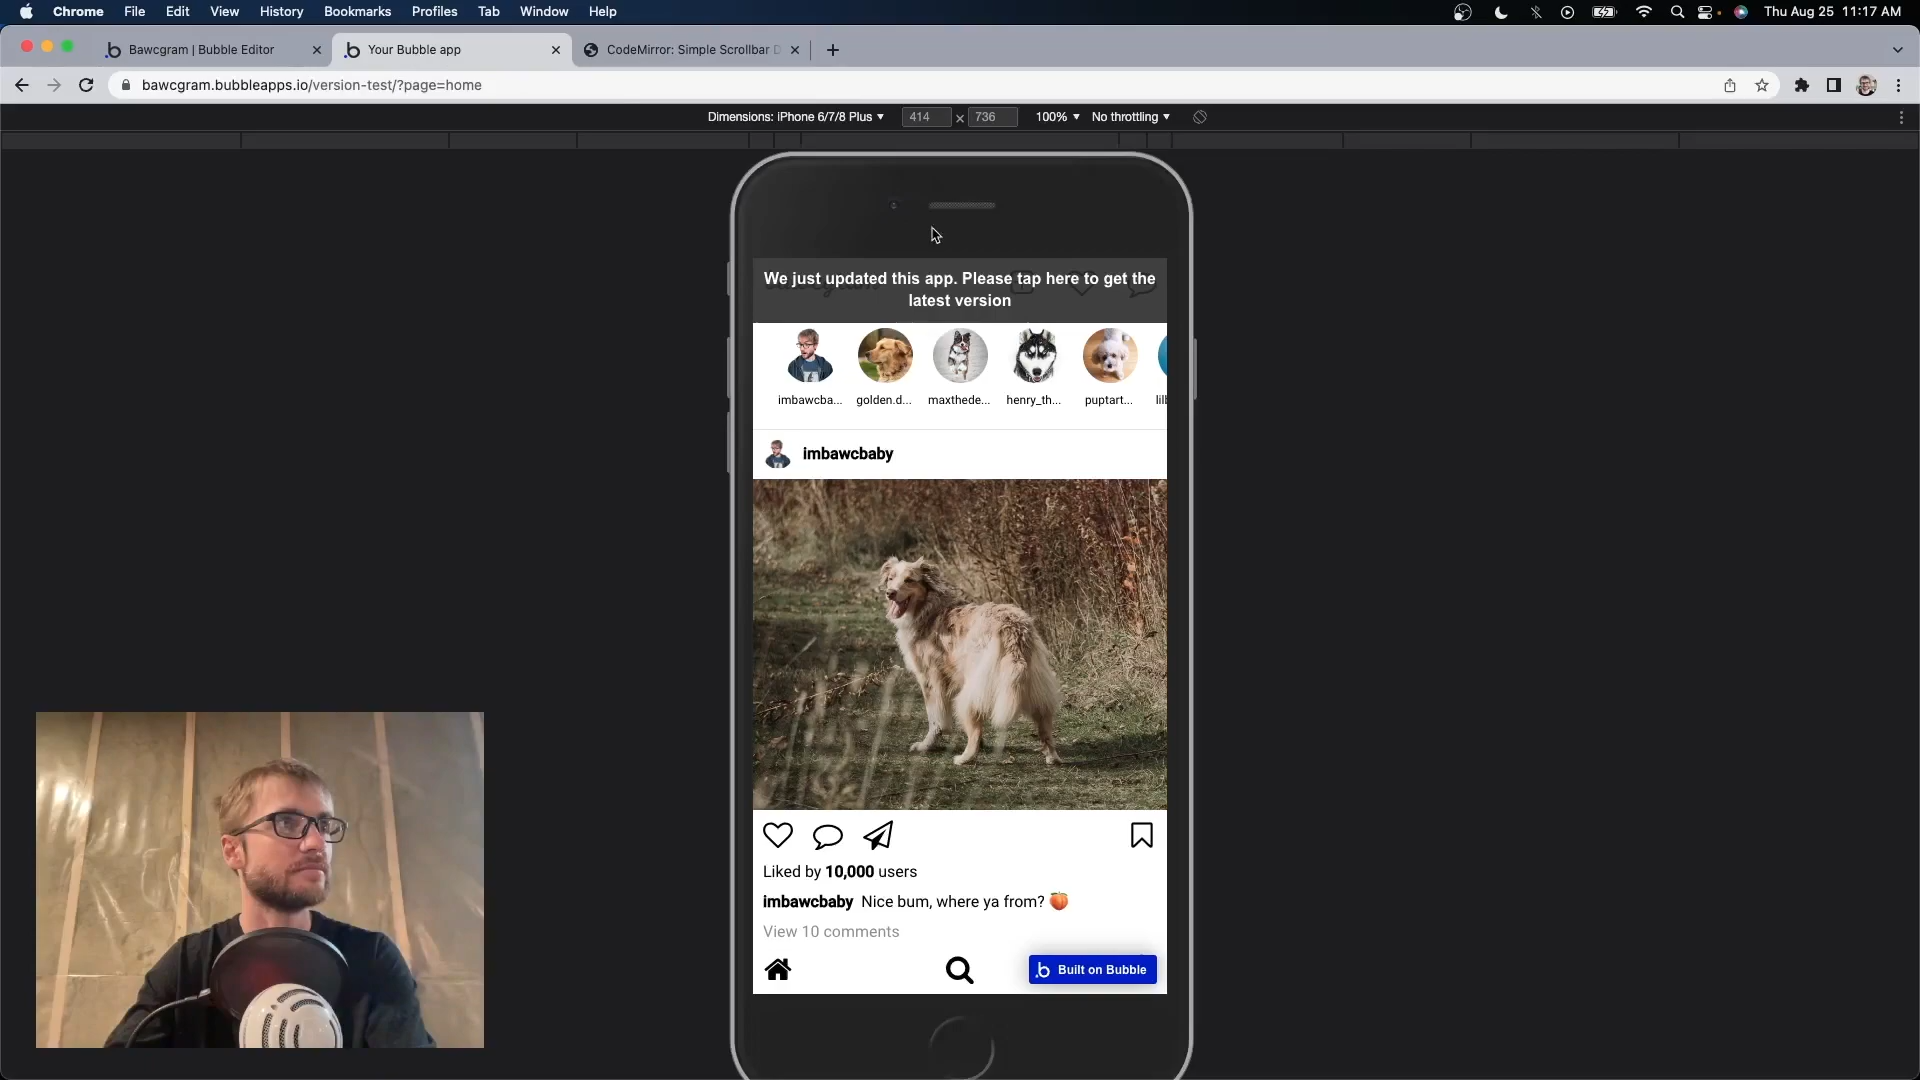 Chrome File Edit View History Bookmarks Profiles Tab Window Help Thu Aug 25 11:17 AM
Bawcgram | Bubble Editor Your Bubble app CodeMirror: Simple Scrollbar D
bawcgram.bubbleapps.io/version-test/?page=home
Dimensions: iPhone 6/7/8 Plus ▼ 414 × 736 100% ▼ No throttling ▼
We just updated this app. Please tap here to get the
latest version
imbawcba... golden.d... maxthede... henry_th... puptart... lilb
imbawcbaby
Liked by 10,000 users
imbawcbaby Nice bum, where ya from? 🍑
View 10 comments
b Built on Bubble